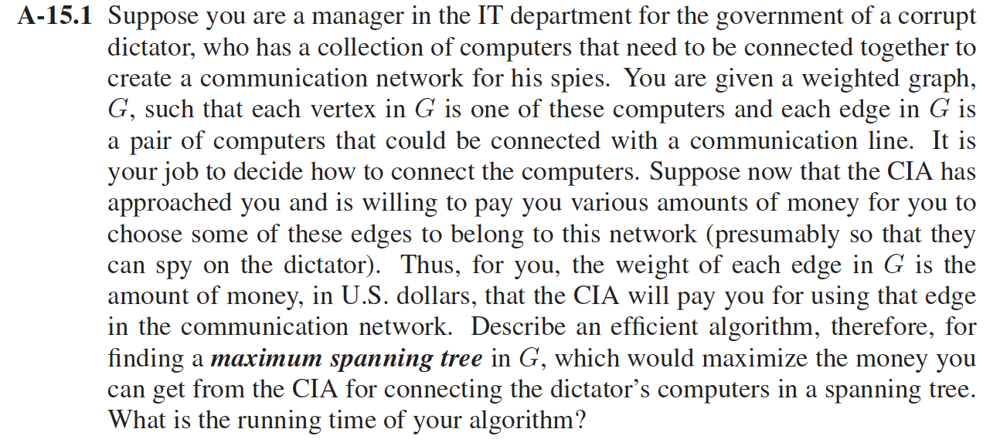 A-15.1 Suppose you are a manager in the IT department for the government of a corrupt
dictator, who has a collection of computers that need to be connected together to
create a communication network for his spies. You are given a weighted graph,
G, such that each vertex in G is one of these computers and each edge in G is
a pair of computers that could be connected with a communication line. It is
your job to decide how to connect the computers. Suppose now that the CIA has
approached you and is willing to pay you various amounts of money for you to
choose some of these edges to belong to this network (presumably so that they
can spy on the dictator). Thus, for you, the weight of each edge in G is the
amount of money, in U.S. dollars, that the CIA will pay you for using that edge
in the communication network. Describe an efficient algorithm, therefore, for
finding a maximum spanning tree in G, which would maximize the money you
can get from the CIA for connecting the dictator's computers in a spanning tree.
What is the running time of your algorithm?